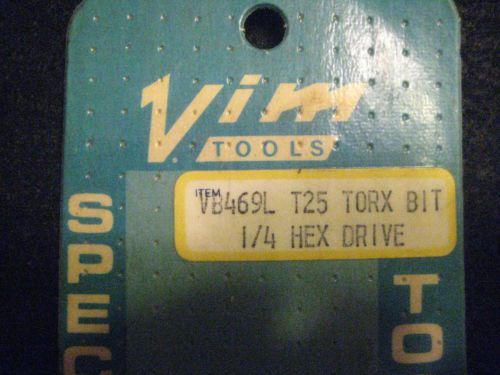 Vim
TOOLS
ITEM
VB469L T25 TORX BIT
1/4 HEX DRIVE
SPEC
TO